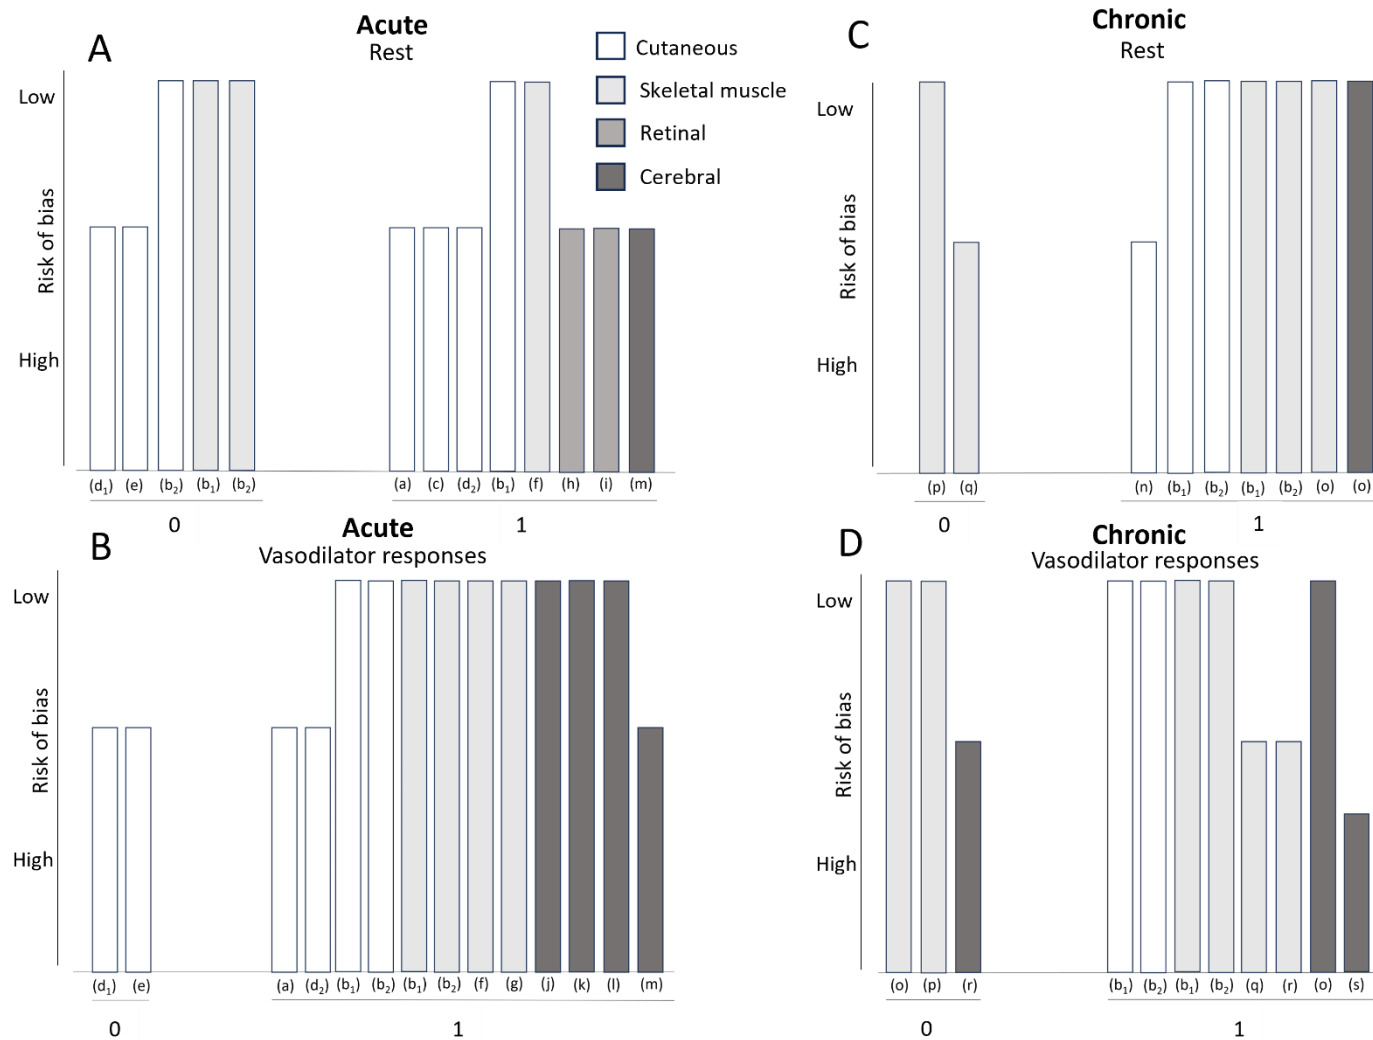 A
Acute
Rest
Cutaneous
Skeletal muscle
Retinal
Cerebral
Low
Risk of bias
High
(d₁) (e) (b₂) (b₁) (b₂) (a) (c) (d₂) (b₁) (f) (h) (i) (m)
0 1
C
Chronic
Rest
Low
Risk of bias
High
(p) (q) (n) (b₁) (b₂) (b₁) (b₂) (o) (o)
0 1
B
Acute
Vasodilator responses
Low
Risk of bias
High
(d₁) (e) (a) (d₂) (b₁) (b₂) (b₁) (b₂) (f) (g) (j) (k) (l) (m)
0 1
D
Chronic
Vasodilator responses
Low
Risk of bias
High
(o) (p) (r) (b₁) (b₂) (b₁) (b₂) (q) (r) (o) (s)
0 1